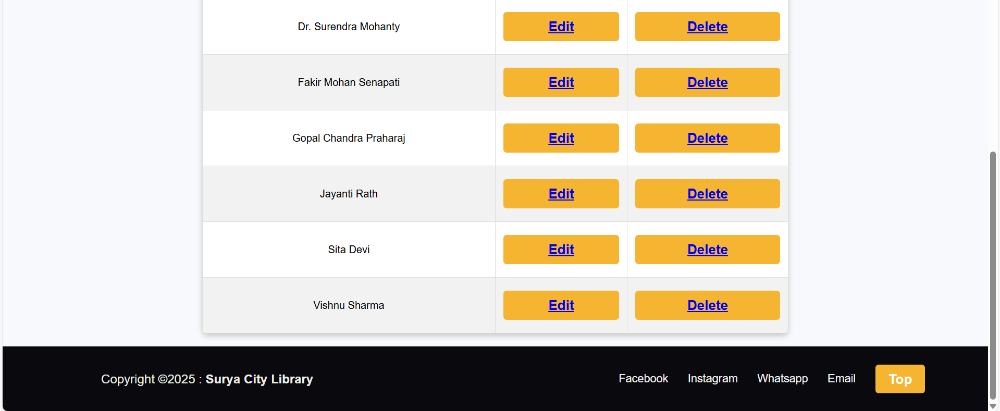 Dr. Surendra Mohanty Edit Delete
Fakir Mohan Senapati Edit Delete
Gopal Chandra Praharaj Edit Delete
Jayanti Rath Edit Delete
Sita Devi Edit Delete
Vishnu Sharma Edit Delete
Copyright ©2025 : Surya City Library Facebook Instagram Whatsapp Email Top